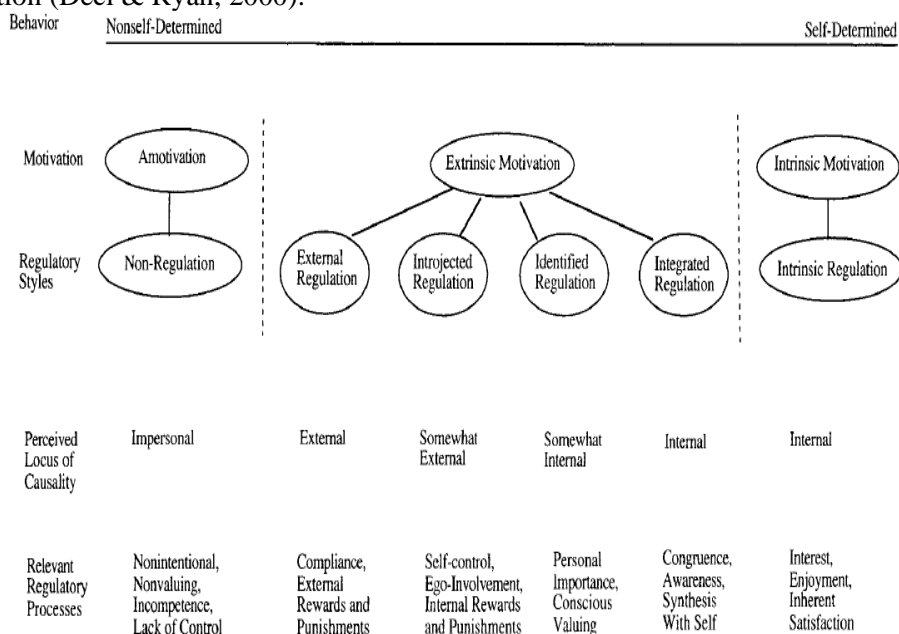 (Deci & Ryan, 2000).
Behavior Nonself-Determined Self-Determined
Motivation Amotivation Extrinsic Motivation Intrinsic Motivation
Regulatory
Styles
Non-Regulation
External
Regulation
Introjected
Regulation
Identified
Regulation
Integrated
Regulation
Intrinsic Regulation
Perceived
Locus of
Causality
Impersonal
External
Somewhat
External
Somewhat
Internal
Internal
Internal
Relevant
Regulatory
Processes
Nonintentional,
Nonvaluing,
Incompetence,
Lack of Control
Compliance,
External
Rewards and
Punishments
Self-control,
Ego-Involvement,
Internal Rewards
and Punishments
Personal
Importance,
Conscious
Valuing
Congruence,
Awareness,
Synthesis
With Self
Interest,
Enjoyment,
Inherent
Satisfaction